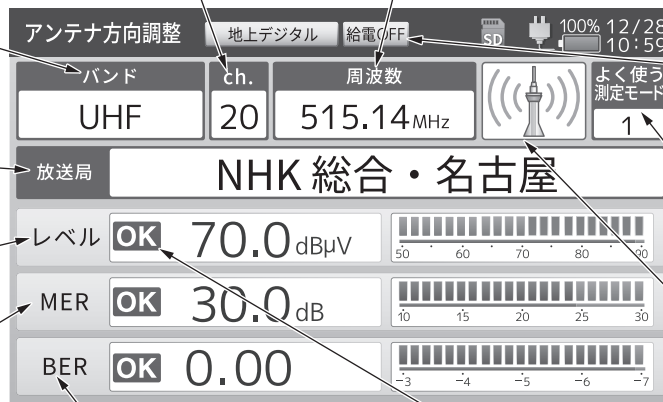 アンテナ方向調整 地上デジタル 給電OFF SD 100% 12/28
10:59
バンド ch. 周波数 よく使う
測定モード
UHF 20 515.14MHz 1
放送局 NHK 総合・名古屋
レベル OK 70.0dBμV
50 60 70 80 90
MER OK 30.0dB
10 15 20 25 30
BER OK 0.00
-3 -4 -5 -6 -7